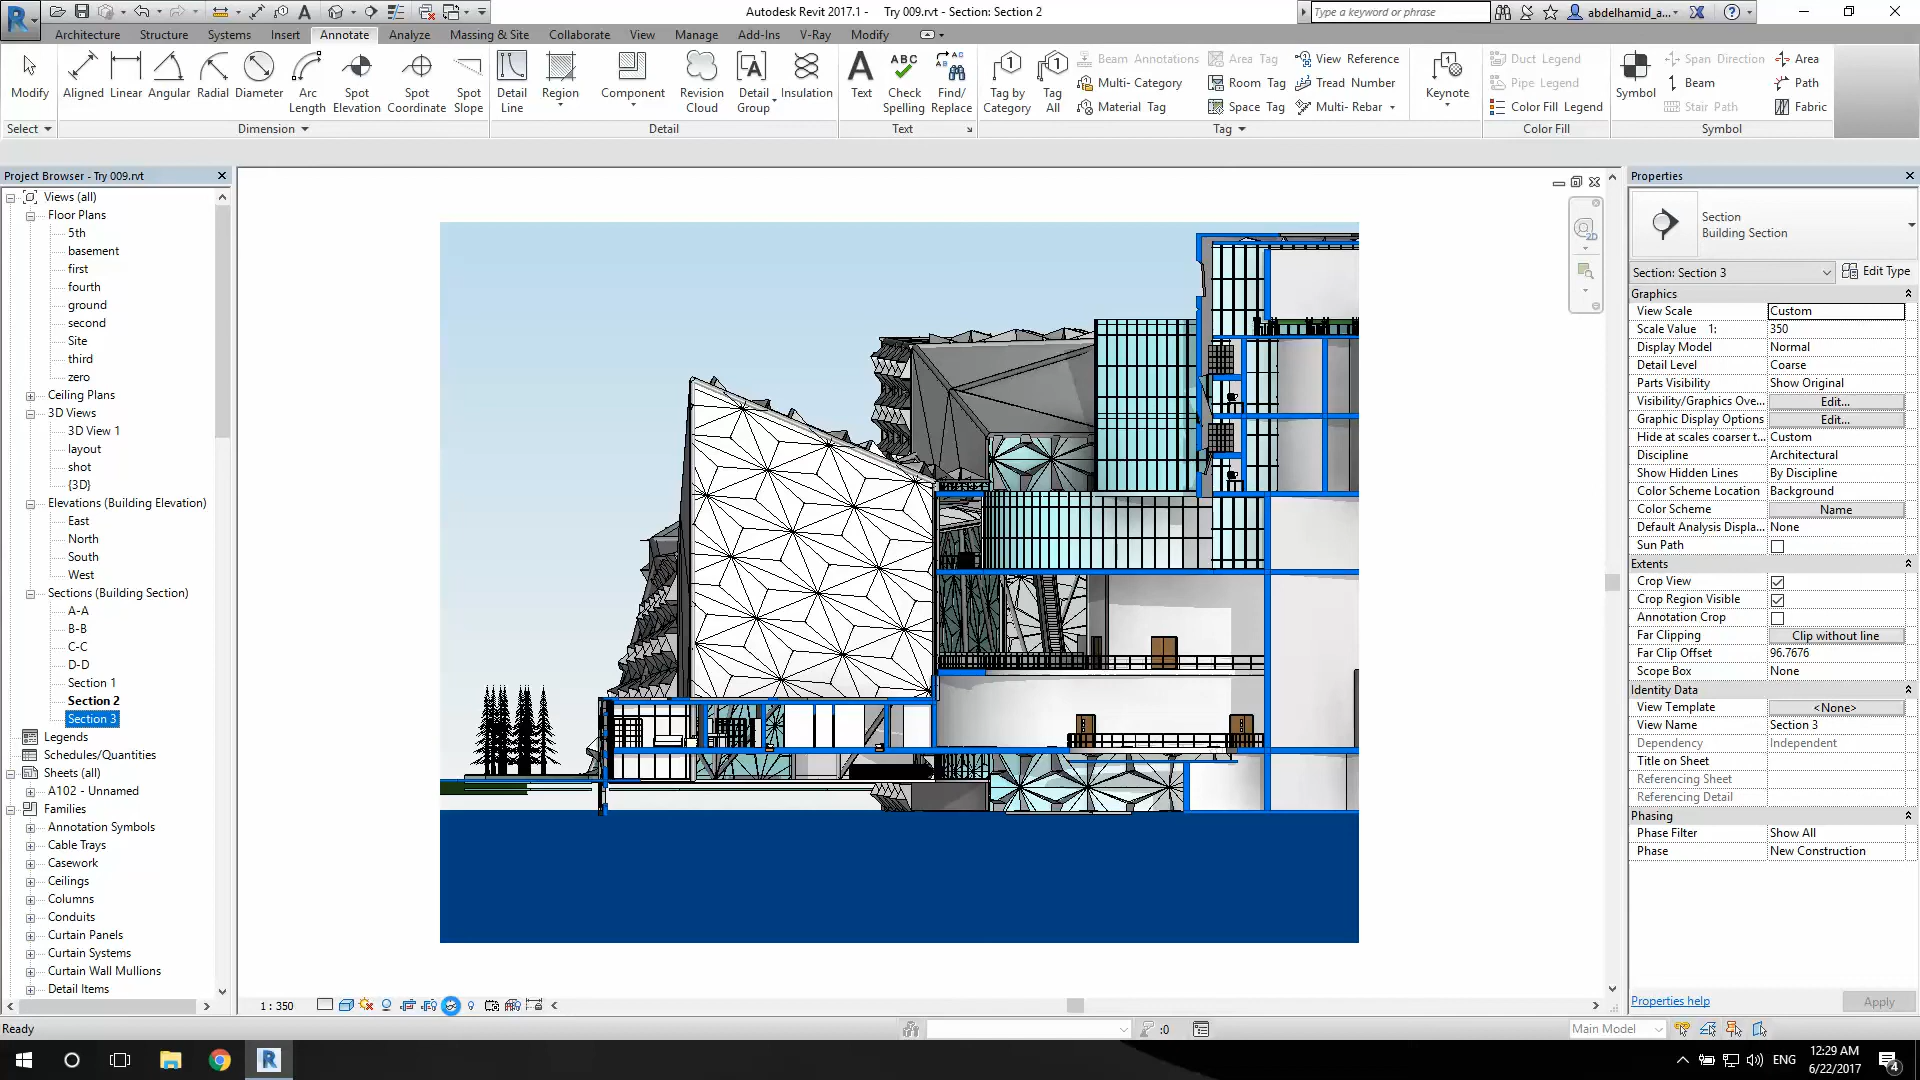 Autodesk Revit 2017.1 -    Try 009.rvt - Section: Section 2
Type a keyword or phrase
abdelhamid_a...
Architecture Structure Systems Insert Annotate Analyze Massing & Site Collaborate View Manage Add-Ins V-Ray Modify
Modify
Aligned Linear Angular Radial Diameter Arc Length Spot Elevation Spot Coordinate Spot Slope
Detail Line Region Component Revision Cloud Detail Group Insulation
Text ABC Check Spelling Find/ Replace
Tag by Category Tag All
Beam Annotations Area Tag View Reference
Multi- Category Room Tag Tread Number
Material Tag Space Tag Multi- Rebar
Keynote
Duct Legend
Pipe Legend
Color Fill Legend
Symbol
Span Direction Area
Beam Path
Stair Path Fabric
Select Dimension Detail Text Tag Color Fill Symbol
Project Browser - Try 009.rvt
Views (all)
Floor Plans
5th
basement
first
fourth
ground
second
Site
third
zero
Ceiling Plans
3D Views
3D View 1
layout
shot
{3D}
Elevations (Building Elevation)
East
North
South
West
Sections (Building Section)
A-A
B-B
C-C
D-D
Section 1
Section 2
Section 3
Legends
Schedules/Quantities
Sheets (all)
A102 - Unnamed
Families
Annotation Symbols
Cable Trays
Casework
Ceilings
Columns
Conduits
Curtain Panels
Curtain Systems
Curtain Wall Mullions
Detail Items
2D
1 : 350
Properties
Section
Building Section
Section: Section 3 Edit Type
Graphics
View Scale Custom
Scale Value 1: 350
Display Model Normal
Detail Level Coarse
Parts Visibility Show Original
Visibility/Graphics Ove... Edit...
Graphic Display Options Edit...
Hide at scales coarser t... Custom
Discipline Architectural
Show Hidden Lines By Discipline
Color Scheme Location Background
Color Scheme Name
Default Analysis Displa... None
Sun Path
Extents
Crop View
Crop Region Visible
Annotation Crop
Far Clipping Clip without line
Far Clip Offset 96.7676
Scope Box None
Identity Data
View Template <None>
View Name Section 3
Dependency Independent
Title on Sheet
Referencing Sheet
Referencing Detail
Phasing
Phase Filter Show All
Phase New Construction
Properties help Apply
Ready
:0
Main Model
ENG
12:29 AM
6/22/2017
4